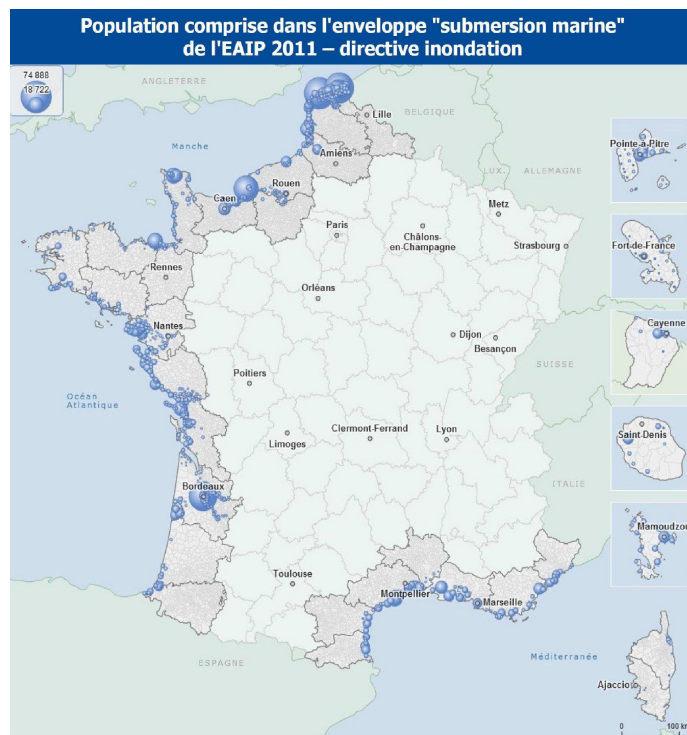 Population comprise dans l'enveloppe "submersion marine"
de l'EAIP 2011 – directive inondation
74 888
18 722
ANGLETERRE
BELGIQUE
Lille
Manche
Amiens
LUX.
ALLEMAGNE
Pointe-à-Pitre
Rouen
Caen
Metz
Paris
Châlons-
en-Champagne
Strasbourg
Fort-de-France
Rennes
Orléans
Nantes
Dijon
Besançon
Cayenne
SUISSE
Poitiers
Océan
Atlantique
Limoges
Clermont-Ferrand
Lyon
Saint-Denis
Bordeaux
ITALIE
Mamoudzou
Toulouse
Montpellier
Marseille
ESPAGNE
Méditerranée
Ajaccio
0
100 km